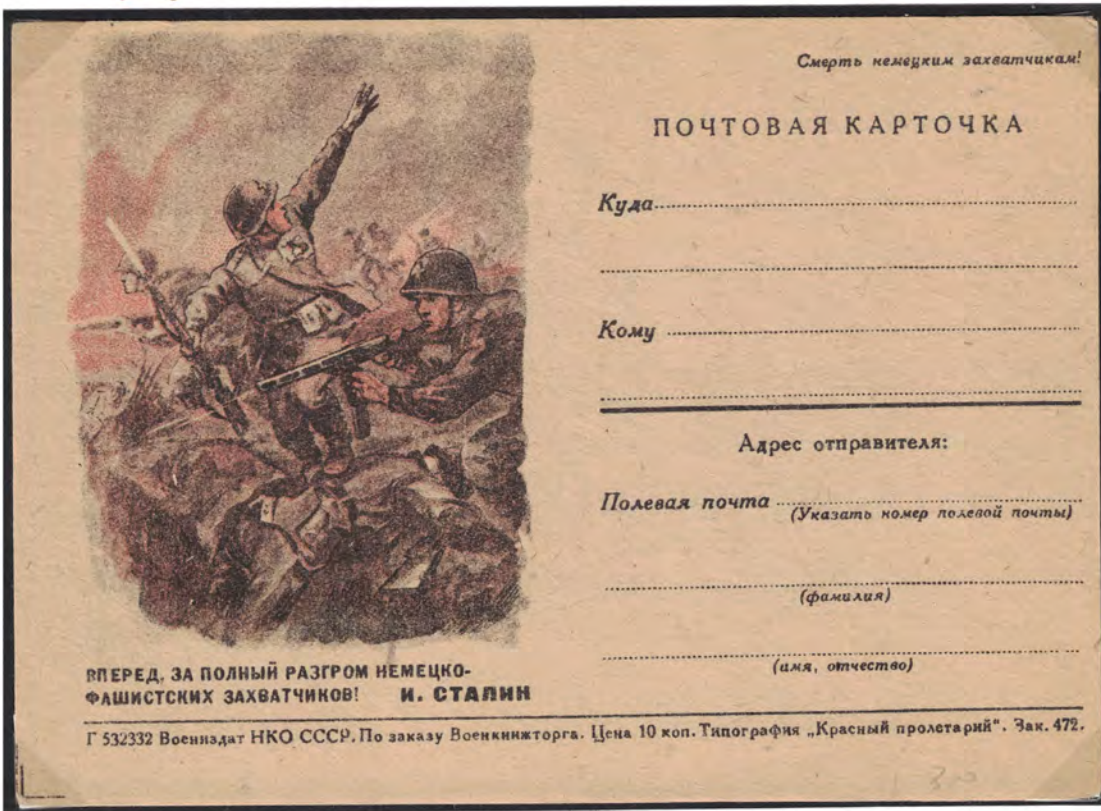 Смерть немецким захватчикам!
ПОЧТОВАЯ КАРТОЧКА
Куда
Кому
Адрес отправителя:
Полевая почта
(Указать номер полевой почты)
(фамилия)
(имя, отчество)
ВПЕРЕД, ЗА ПОЛНЫЙ РАЗГРОМ НЕМЕЦКО-
ФАШИСТСКИХ ЗАХВАТЧИКОВ! И. СТАЛИН
Г 532332 Воениздат НКО СССР. По заказу Военкнижторга. Цена 10 коп. Типография „Красный пролетарий". Зак. 472.